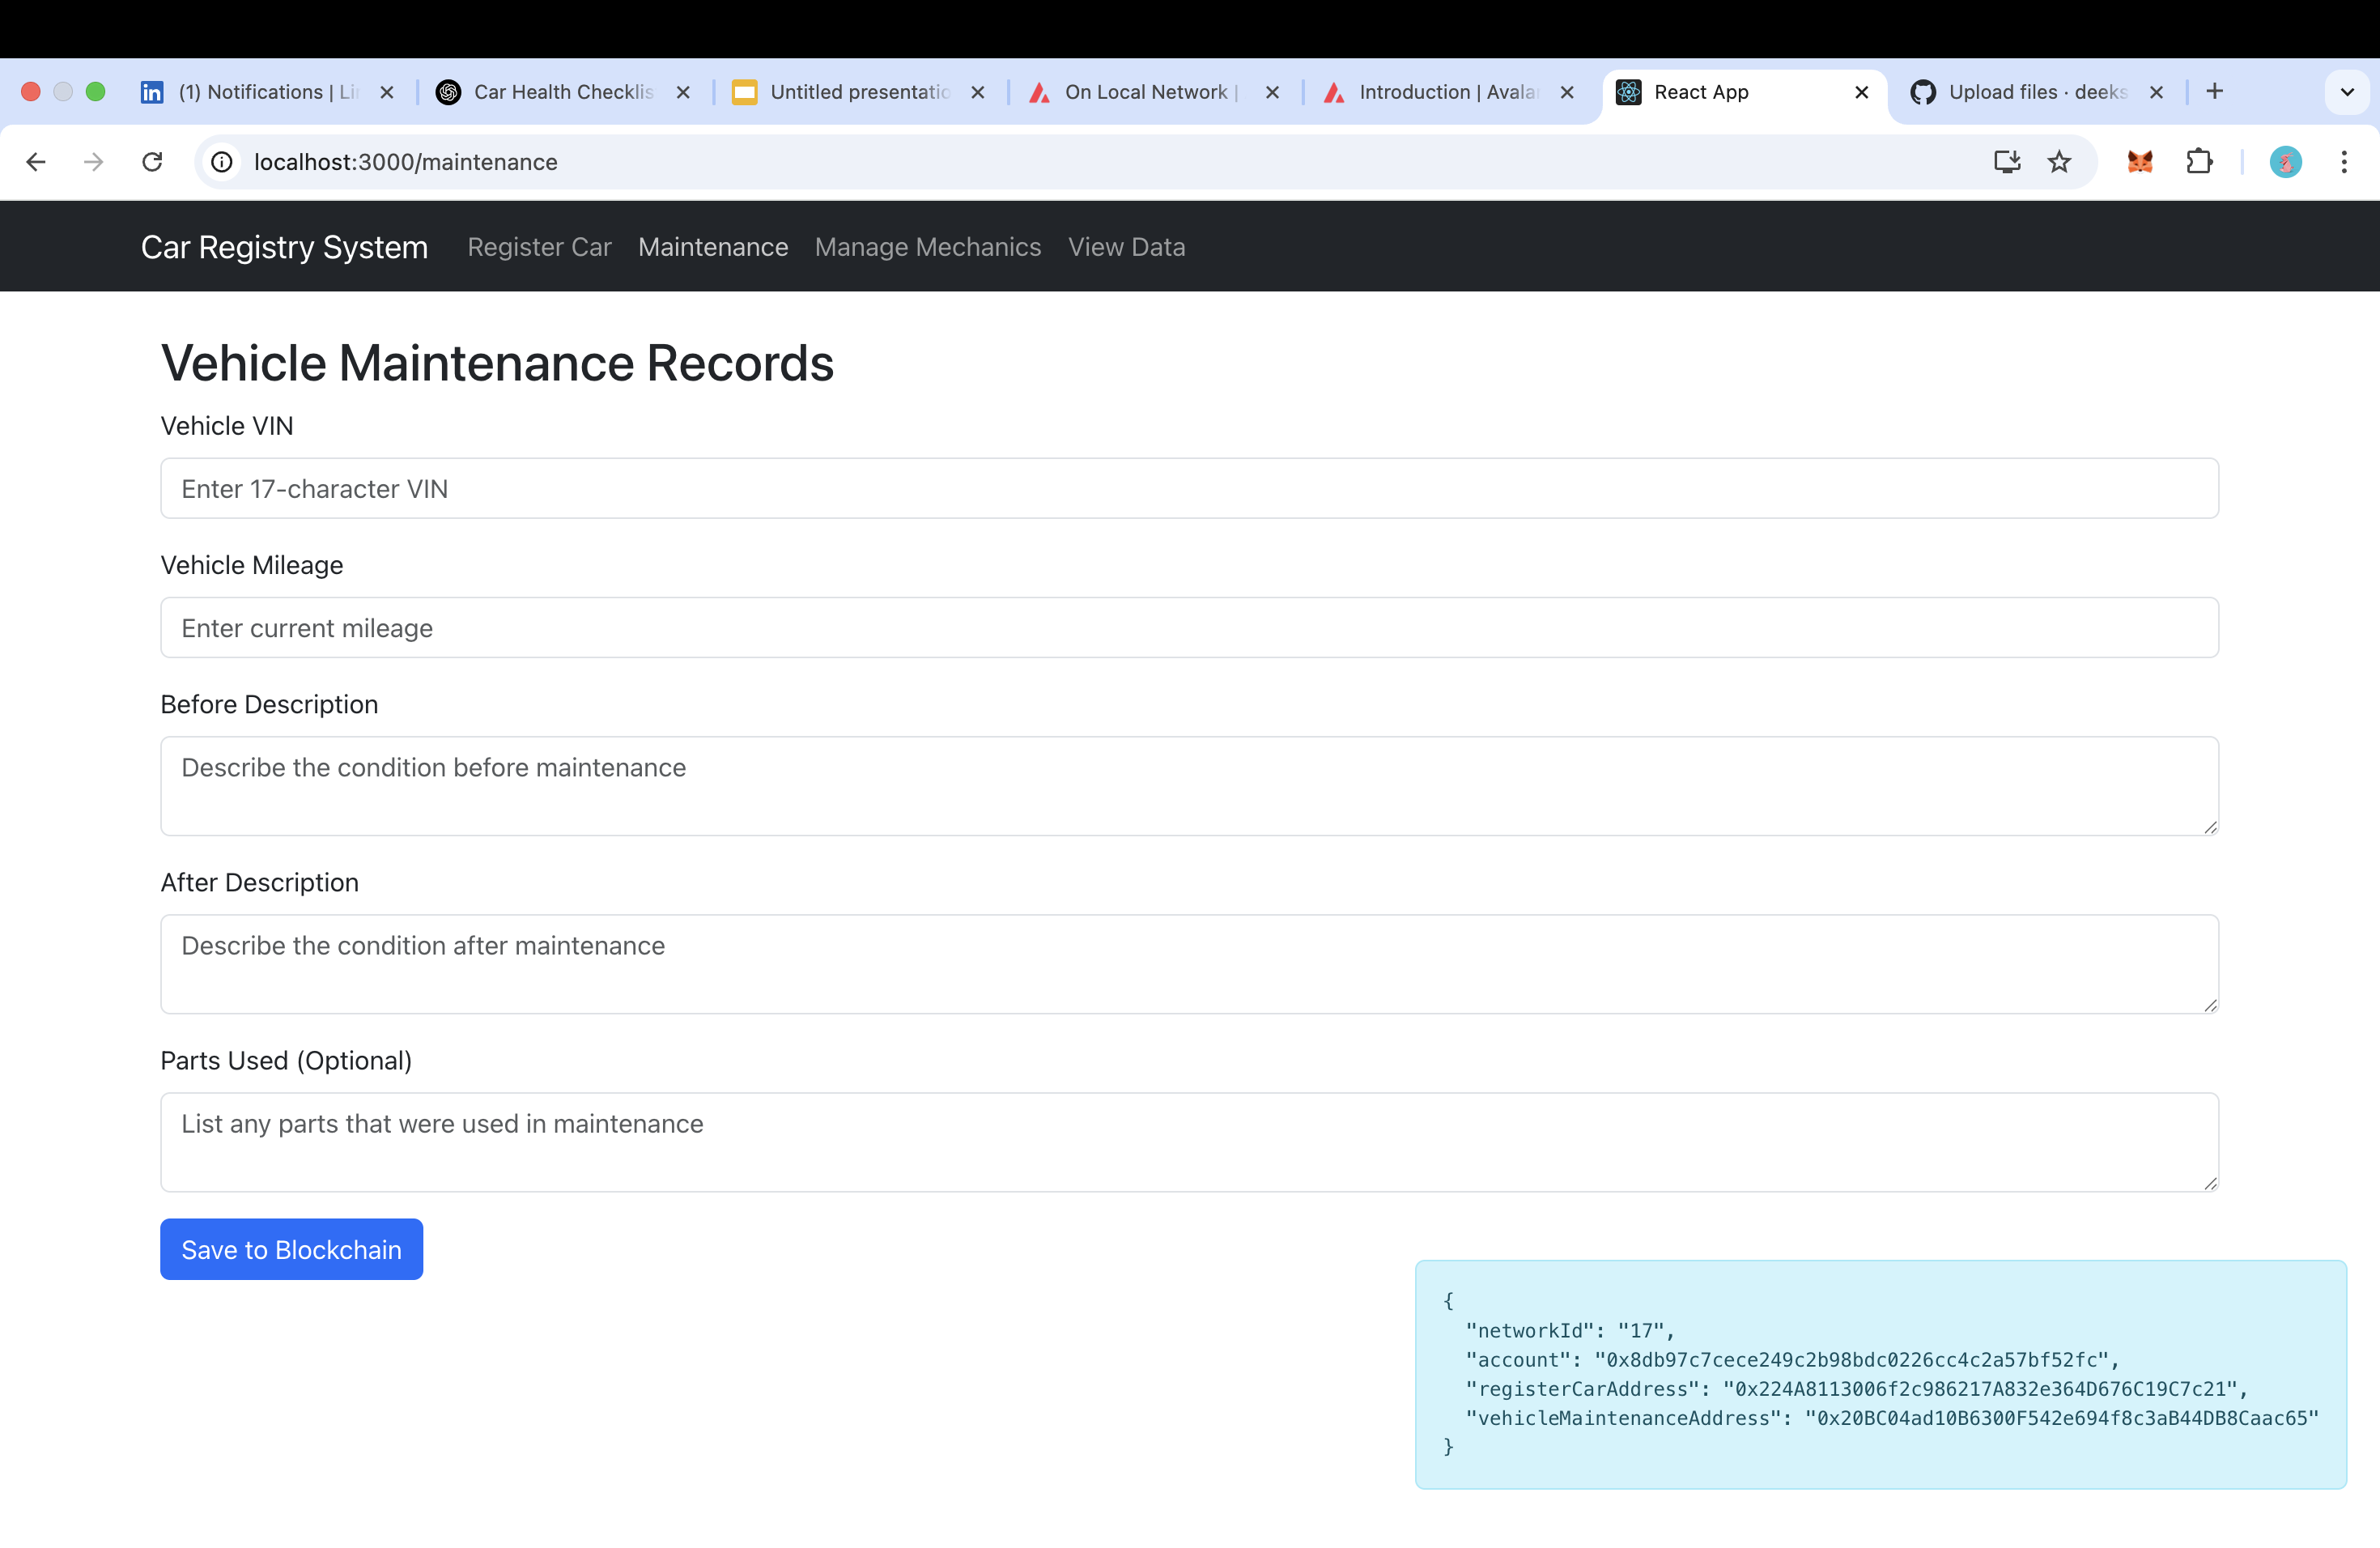 (1) Notifications | Li
Car Health Checklis
Untitled presentatio
On Local Network |
Introduction | Avala
React App
Upload files · deeks
localhost:3000/maintenance
Car Registry System
Register Car
Maintenance
Manage Mechanics
View Data
Vehicle Maintenance Records
Vehicle VIN
Enter 17-character VIN
Vehicle Mileage
Enter current mileage
Before Description
Describe the condition before maintenance
After Description
Describe the condition after maintenance
Parts Used (Optional)
List any parts that were used in maintenance
Save to Blockchain
{
"networkId": "17",
"account": "0x8db97c7cece249c2b98bdc0226cc4c2a57bf52fc",
"registerCarAddress": "0x224A8113006f2c986217A832e364D676C19C7c21",
"vehicleMaintenanceAddress": "0x20BC04ad10B6300F542e694f8c3aB44DB8Caac65"
}